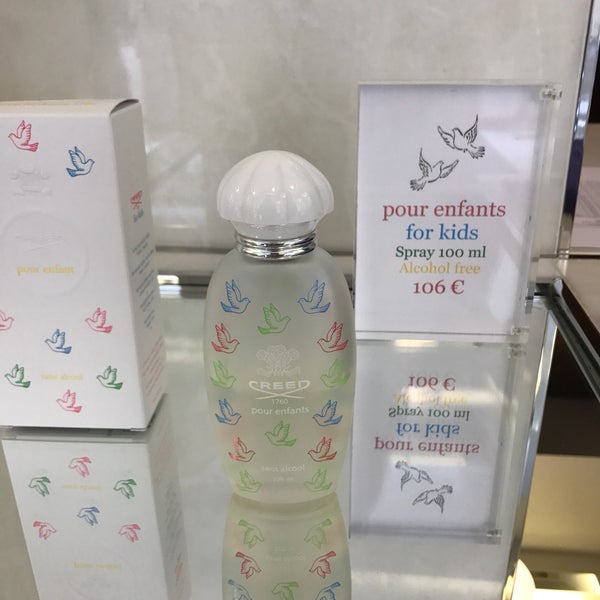 pour enfant
sans alcool
CREED
1760
pour enfants
sans alcool
pour enfants
for kids
Spray 100 ml
Alcohol free
106 €